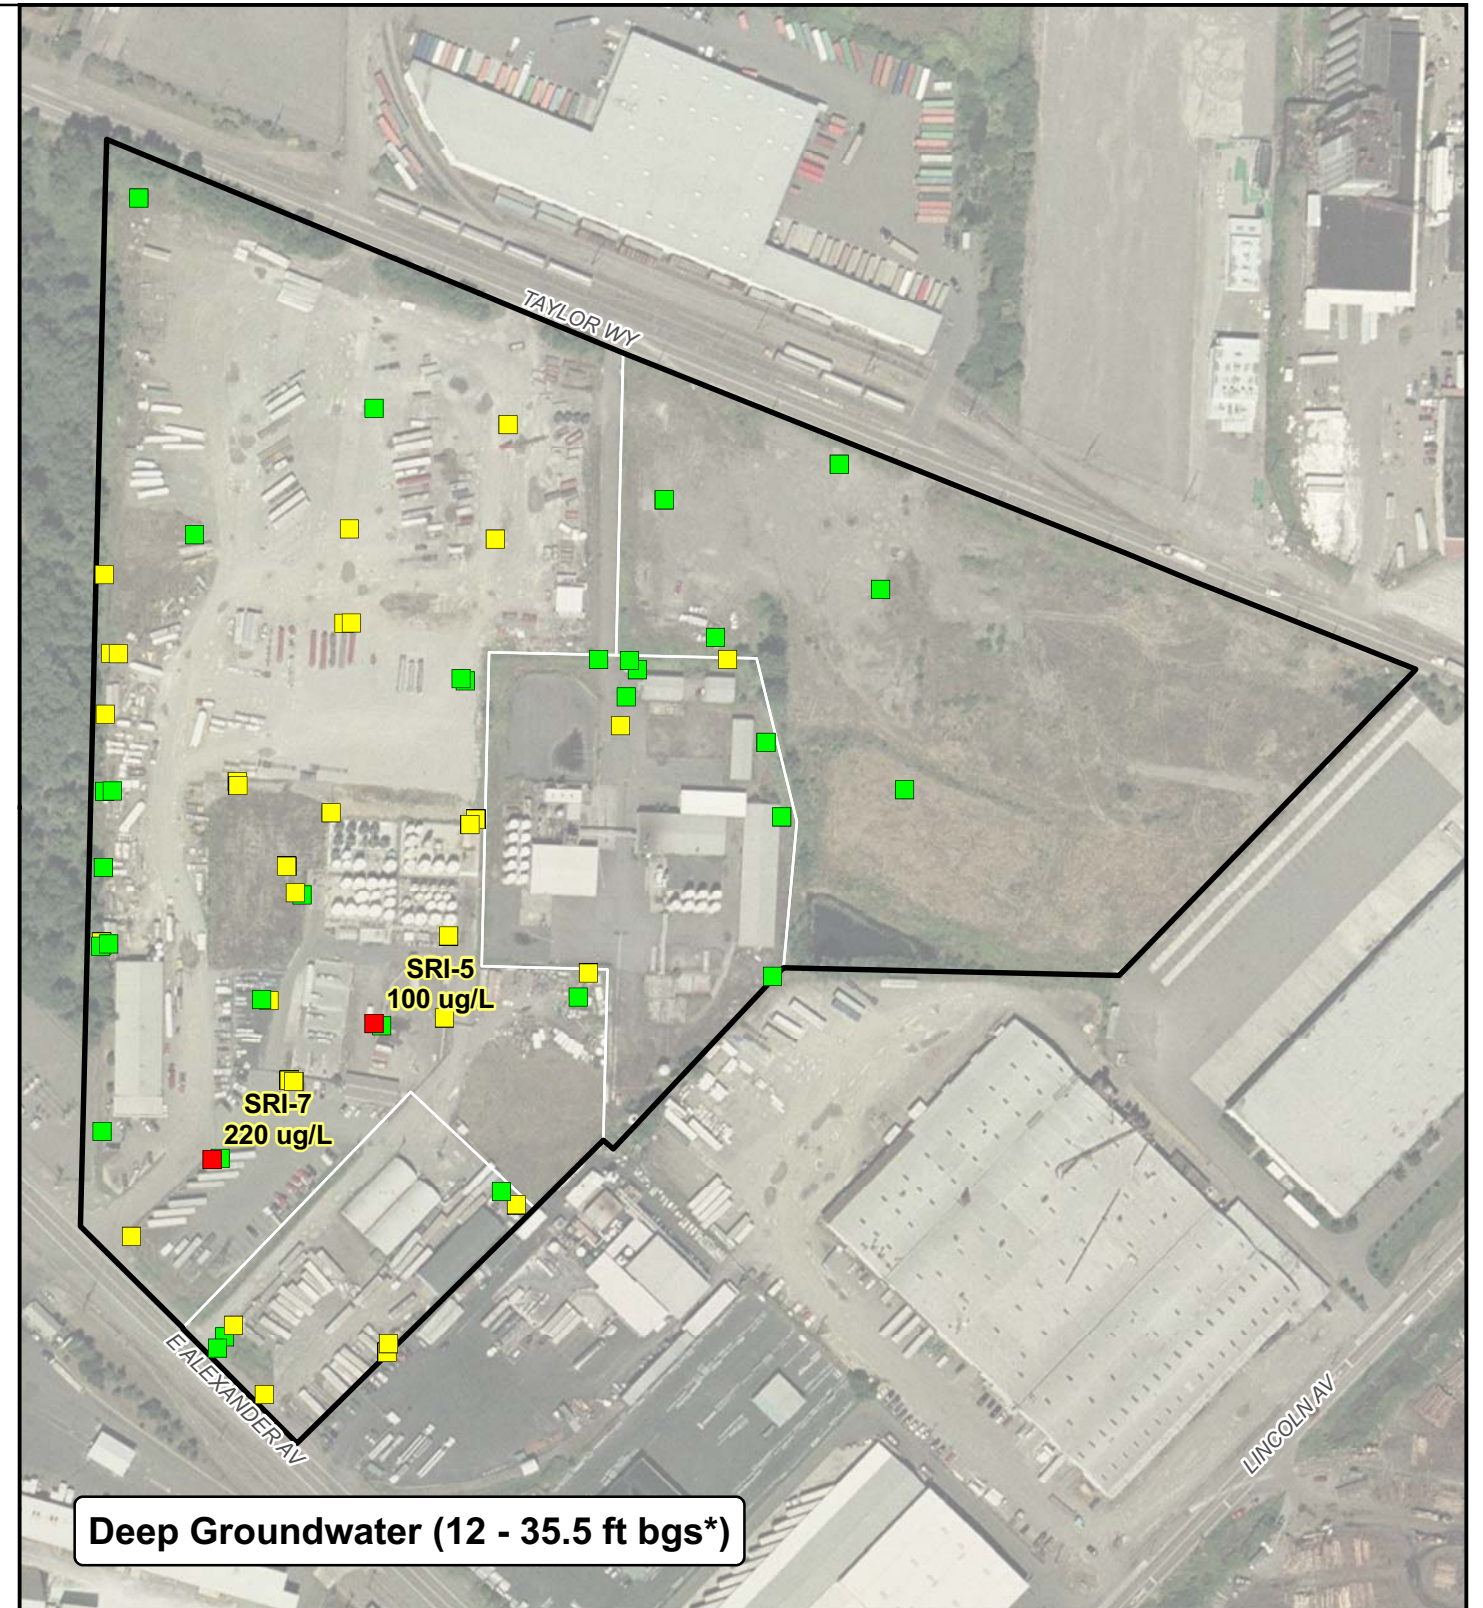 TAYLOR WY
SRI-5
100 ug/L
SRI-7
220 ug/L
E ALEXANDER AV
LINCOLN AV
Deep Groundwater (12 - 35.5 ft bgs*)